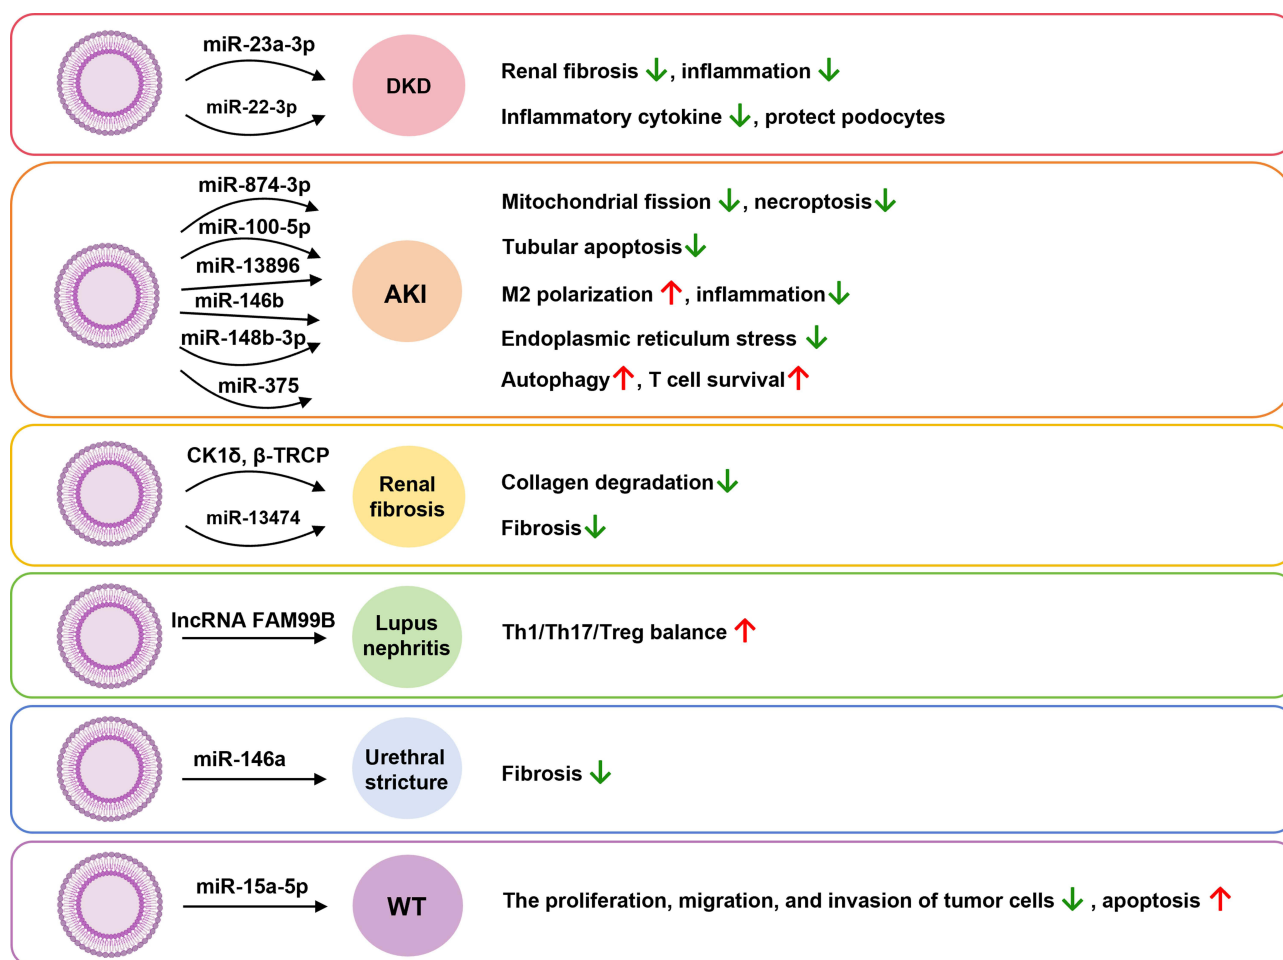 miR-23a-3p
miR-22-3p
DKD
Renal fibrosis ↓, inflammation ↓
Inflammatory cytokine ↓, protect podocytes
miR-874-3p
miR-100-5p
miR-13896
miR-146b
miR-148b-3p
miR-375
AKI
Mitochondrial fission ↓, necroptosis↓
Tubular apoptosis↓
M2 polarization ↑, inflammation↓
Endoplasmic reticulum stress ↓
Autophagy↑, T cell survival↑
CK1δ, β-TRCP
miR-13474
Renal
fibrosis
Collagen degradation↓
Fibrosis↓
lncRNA FAM99B
Lupus
nephritis
Th1/Th17/Treg balance ↑
miR-146a
Urethral
stricture
Fibrosis ↓
miR-15a-5p
WT
The proliferation, migration, and invasion of tumor cells ↓ , apoptosis ↑